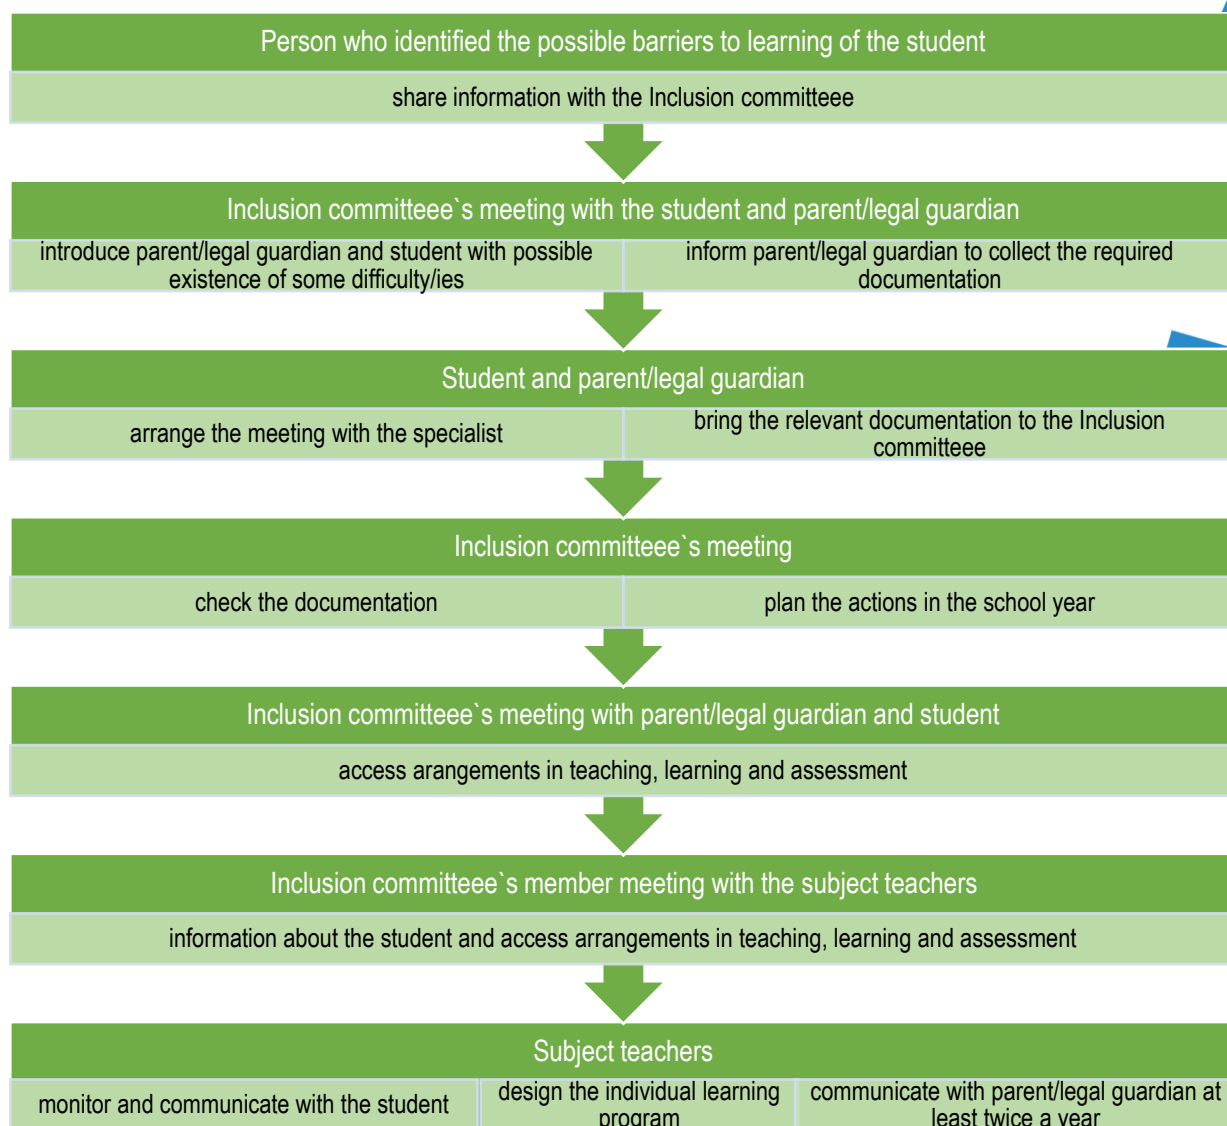 Person who identified the possible barriers to learning of the student
share information with the Inclusion committeee
Inclusion committeee`s meeting with the student and parent/legal guardian
introduce parent/legal guardian and student with possible
existence of some difficulty/ies
inform parent/legal guardian to collect the required
documentation
Student and parent/legal guardian
arrange the meeting with the specialist
bring the relevant documentation to the Inclusion
committeee
Inclusion committeee`s meeting
check the documentation
plan the actions in the school year
Inclusion committeee`s meeting with parent/legal guardian and student
access arangements in teaching, learning and assessment
Inclusion committeee`s member meeting with the subject teachers
information about the student and access arrangements in teaching, learning and assessment
Subject teachers
monitor and communicate with the student
design the individual learning
program
communicate with parent/legal guardian at
least twice a year